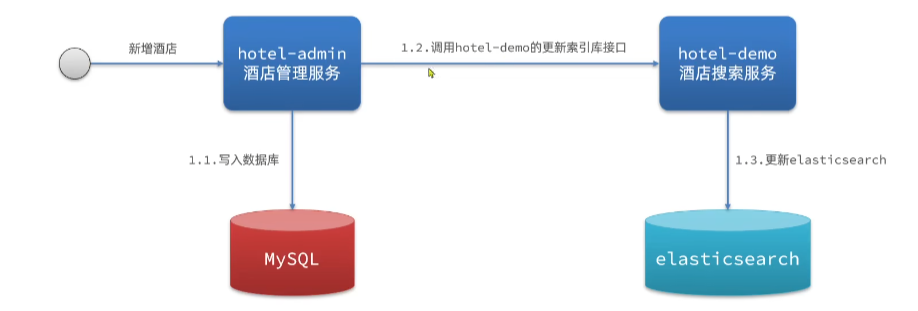 新增酒店
hotel-admin
酒店管理服务
1.2.调用hotel-demo的更新索引库接口
hotel-demo
酒店搜索服务
1.1.写入数据库
1.3.更新elasticsearch
MySQL
elasticsearch